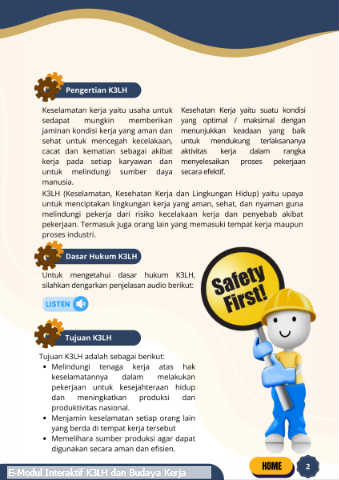 Pengertian K3LH
Keselamatan kerja yaitu usaha untuk
sedapat mungkin memberikan
jaminan kondisi kerja yang aman dan
sehat untuk mencegah kecelakaan,
cacat dan kematian sebagai akibat
kerja pada setiap karyawan dan
untuk melindungi sumber daya
manusia.
Kesehatan Kerja yaitu suatu kondisi
yang optimal / maksimal dengan
menunjukkan keadaan yang baik
untuk mendukung terlaksananya
aktivitas kerja dalam rangka
menyelesaikan proses pekerjaan
secara efektif.
K3LH (Keselamatan, Kesehatan Kerja dan Lingkungan Hidup) yaitu upaya
untuk menciptakan lingkungan kerja yang aman, sehat, dan nyaman guna
melindungi pekerja dari risiko kecelakaan kerja dan penyebab akibat
pekerjaan. Termasuk juga orang lain yang memasuki tempat kerja maupun
proses industri.
Dasar Hukum K3LH
Untuk mengetahui dasar hukum K3LH,
silahkan dengarkan penjelasan audio berikut:
LISTEN
Safety
First!
Tujuan K3LH
Tujuan K3LH adalah sebagai berikut:
• Melindungi tenaga kerja atas hak
keselamatannya dalam melakukan
pekerjaan untuk kesejahteraan hidup
dan meningkatkan produksi dan
produktivitas nasional.
• Menjamin keselamatan setiap orang lain
yang berda di tempat kerja tersebut
• Memelihara sumber produksi agar dapat
digunakan secara aman dan efisien.
E-Modul Interaktif K3LH dan Budaya Kerja
HOME
2